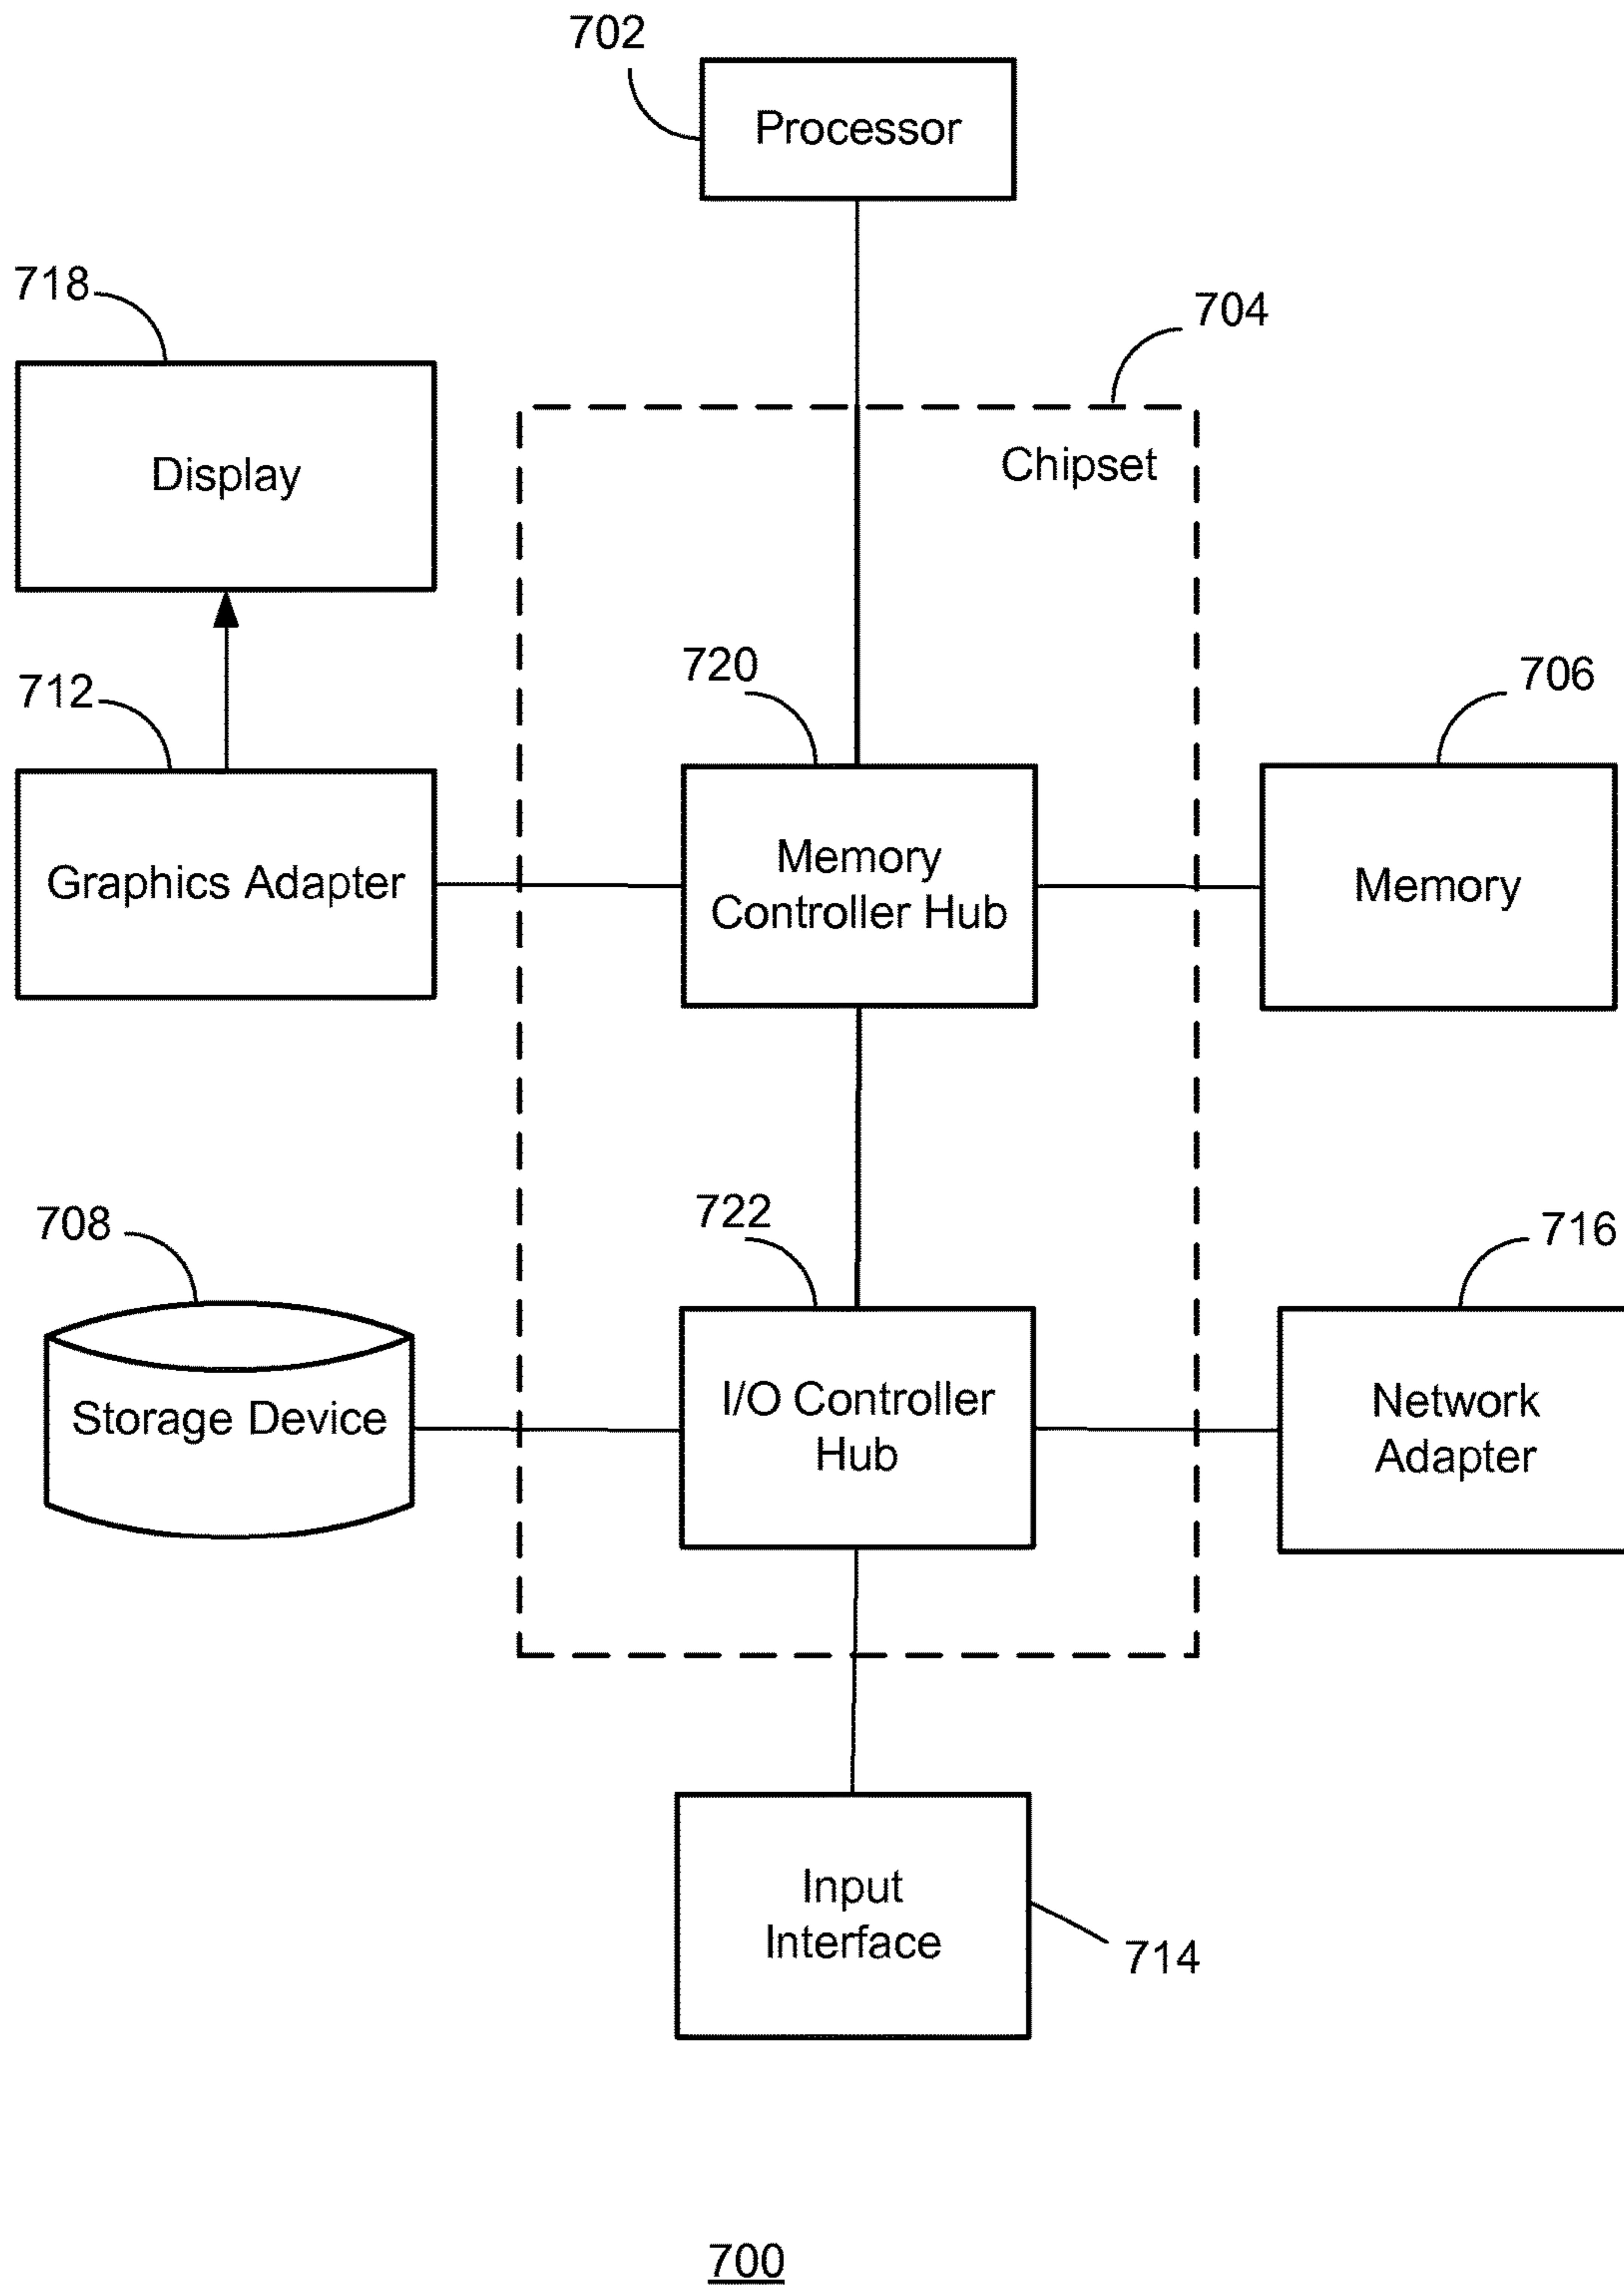 702
Processor
718
704
Display
Chipset
720
706
712
Graphics Adapter
Memory
Controller Hub
Memory
708
722
716
Storage Device
I/O Controller
Hub
Network
Adapter
Input
Interface
714
700